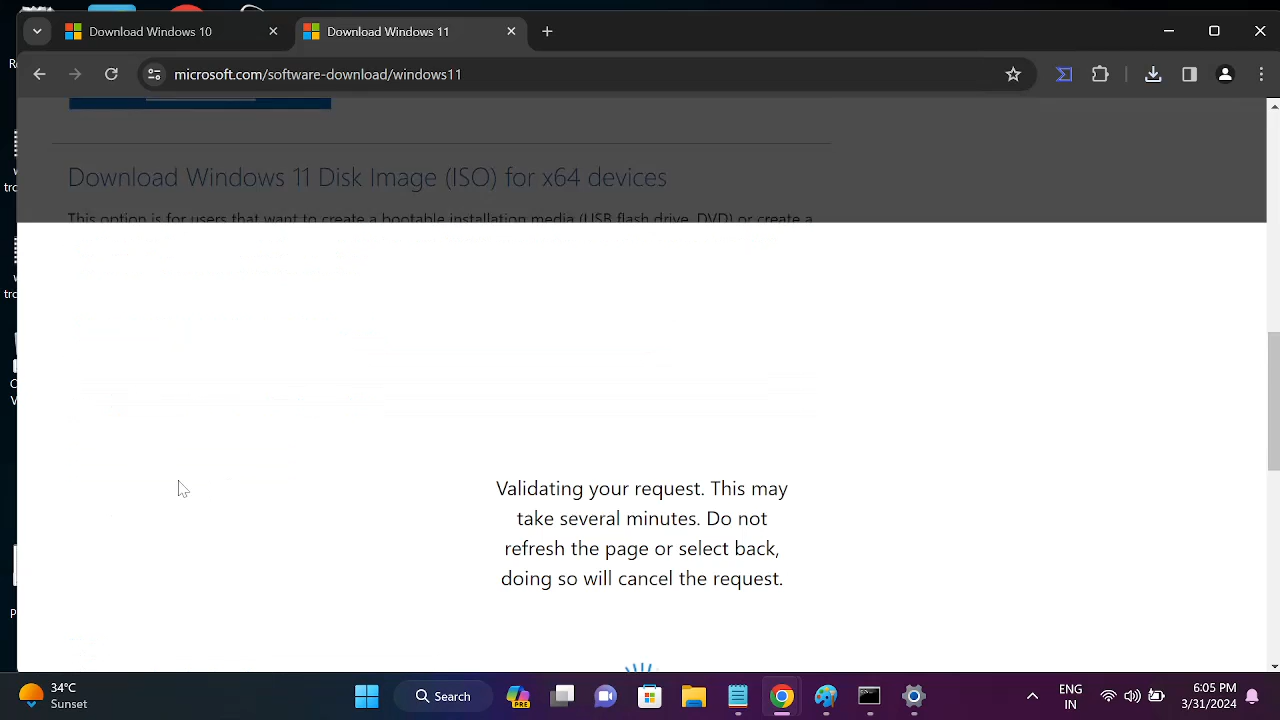 Download Windows 10
Download Windows 11
microsoft.com/software-download/windows11
Download Windows 11 Disk Image (ISO) for x64 devices
This option is for users that want to create a bootable installation media (USB flash drive, DVD) or create a
Validating your request. This may
take several minutes. Do not
refresh the page or select back,
doing so will cancel the request.
34°C
Sunset
Search
PRE
ENG
IN
6:05 PM
3/31/2024